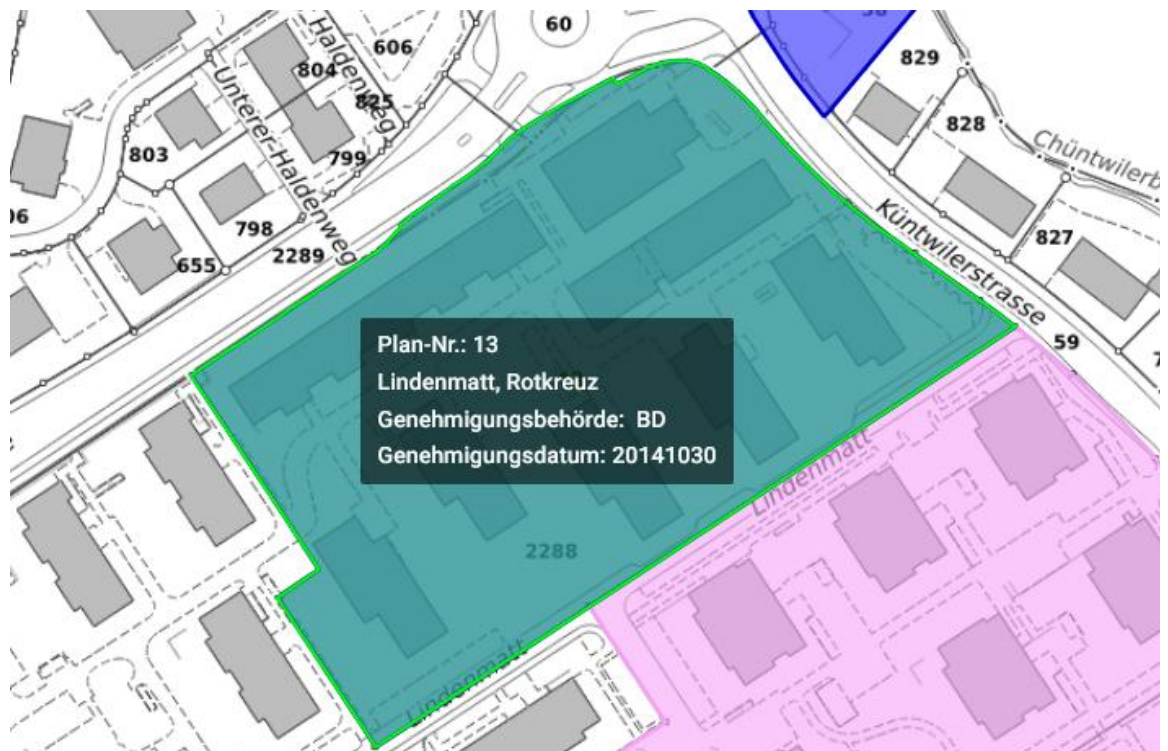 60
Haldenweg
606
829
804
825
828
Unterer-Haldenweg
803
799
Chüntwilerb
798
2289
655
827
Küntwilerstrasse
59
Plan-Nr.: 13
Lindenmatt, Rotkreuz
Genehmigungsbehörde: BD
Genehmigungsdatum: 20141030
Lindenmatt
2288
Lindenmatt